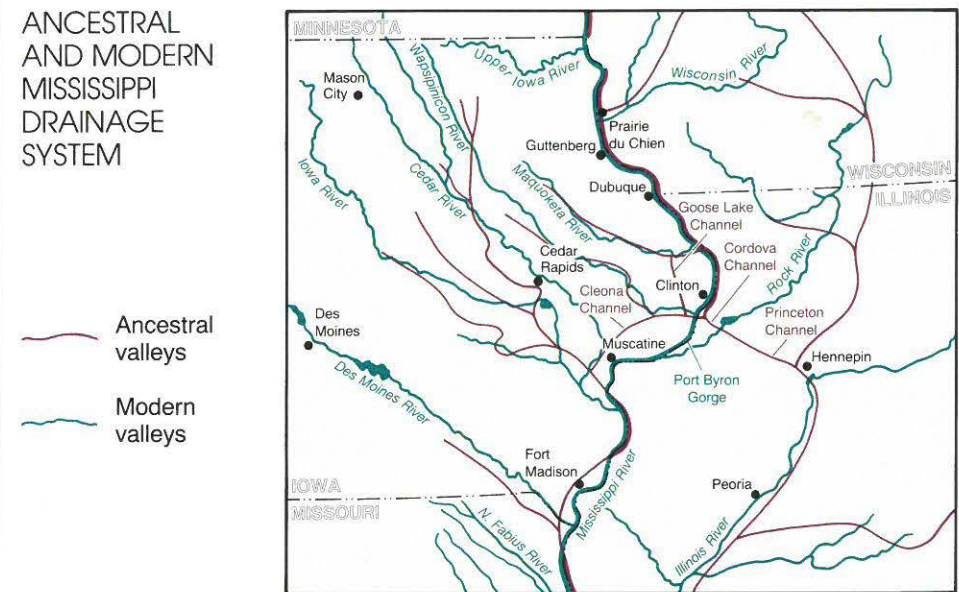 ANCESTRAL
AND MODERN
MISSISSIPPI
DRAINAGE
SYSTEM
Ancestral
valleys
Modern
valleys
MINNESOTA
Mason
City
Wapsipinicon River
Upper
Iowa River
Wisconsin River
Prairie
du Chien
Guttenberg
WISCONSIN
ILLINOIS
Iowa River
Cedar River
Maquoketa River
Dubuque
Goose Lake
Channel
Cordova
Channel
Rock River
Cedar
Rapids
Cleona
Channel
Clinton
Princeton
Channel
Des
Moines
Muscatine
Hennepin
Des Moines River
Port Byron
Gorge
Fort
Madison
Mississippi River
Peoria
IOWA
MISSOURI
N. Fabius River
Illinois River